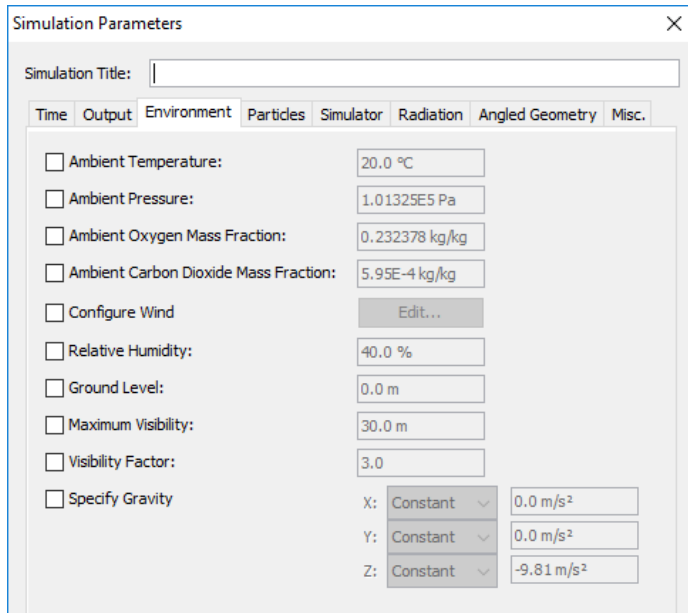 Simulation Parameters
Simulation Title:
Time Output Environment Particles Simulator Radiation Angled Geometry Misc.
Ambient Temperature: 20.0 °C
Ambient Pressure: 1.01325E5 Pa
Ambient Oxygen Mass Fraction: 0.232378 kg/kg
Ambient Carbon Dioxide Mass Fraction: 5.95E-4 kg/kg
Configure Wind Edit...
Relative Humidity: 40.0 %
Ground Level: 0.0 m
Maximum Visibility: 30.0 m
Visibility Factor: 3.0
Specify Gravity X: Constant 0.0 m/s²
Y: Constant 0.0 m/s²
Z: Constant -9.81 m/s²